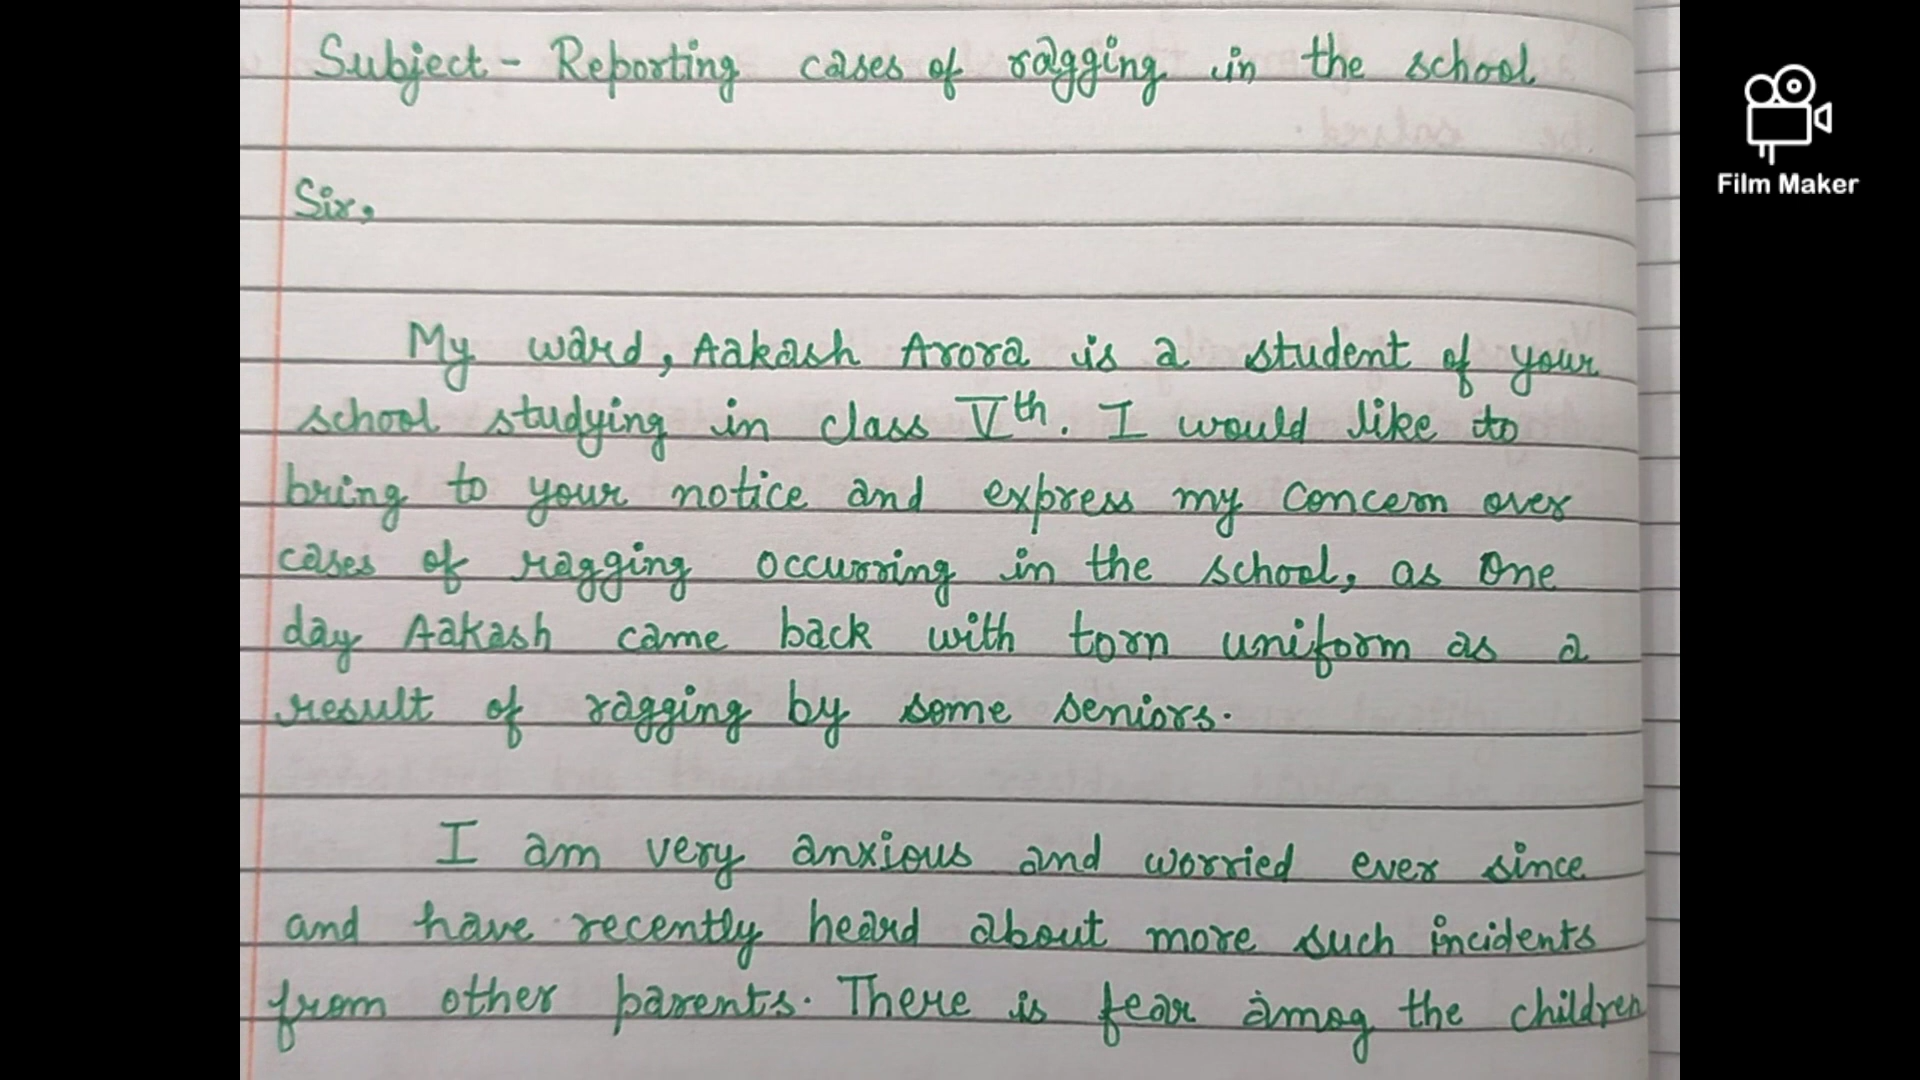 Subject - Reporting cases of ragging in the school
Film Maker
Sir,
My ward, Aakash Arora is a student of your
school studying in class Vth. I would like to
bring to your notice and express my concern over
cases of ragging occurring in the school, as one
day Aakash came back with torn uniform as a
result of ragging by some seniors.
I am very anxious and worried ever since
and have recently heard about more such incidents
from other parents. There is fear amog the children